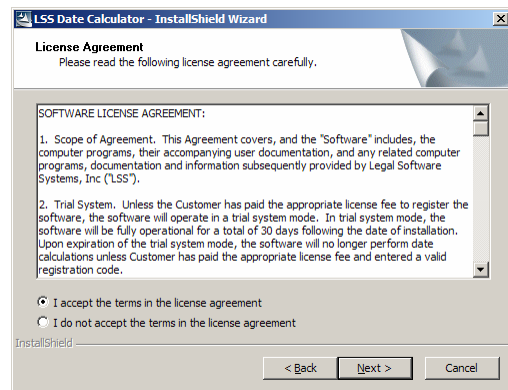 LSS Date Calculator - InstallShield Wizard
License Agreement
Please read the following license agreement carefully.
SOFTWARE LICENSE AGREEMENT:
1. Scope of Agreement. This Agreement covers, and the "Software" includes, the
computer programs, their accompanying user documentation, and any related computer
programs, documentation and information subsequently provided by Legal Software
Systems, Inc ("LSS").
2. Trial System. Unless the Customer has paid the appropriate license fee to register the
software, the software will operate in a trial system mode. In trial system mode, the
software will be fully operational for a total of 30 days following the date of installation.
Upon expiration of the trial system mode, the software will no longer perform date
calculations unless Customer has paid the appropriate license fee and entered a valid
registration code.
I accept the terms in the license agreement
I do not accept the terms in the license agreement
InstallShield
< Back
Next >
Cancel